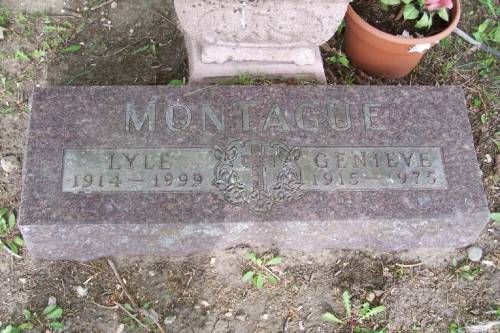 MONTAGUE
LYLE GENIEVE
1914 — 1999 1915 — 1975